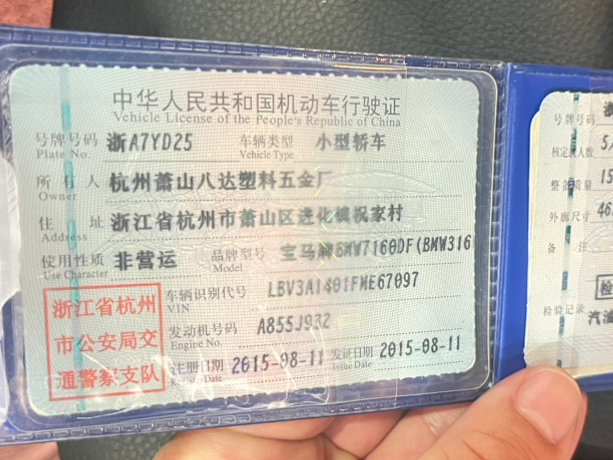 中华人民共和国机动车行驶证
Vehicle License of the People's Republic of China
号牌号码 浙A7YD25 车辆类型 小型轿车
Plate No. Vehicle Type
所有人 杭州萧山八达塑料五金厂
Owner
住址 浙江省杭州市萧山区进化镇祝家村
Address
使用性质 非营运 品牌型号 宝马牌BMW7160DF(BMW316
Use Character Model
车辆识别代号 LBV3A1401FME67097
VIN
发动机号码 A855J932
Engine No.
注册日期 2015-08-11 发证日期 2015-08-11
Date Issue Date
浙江省杭州
市公安局交
通警察支队
号牌号码
核定载人数 5
整备质量 15
外廓尺寸 46
备注
检验记录
汽油